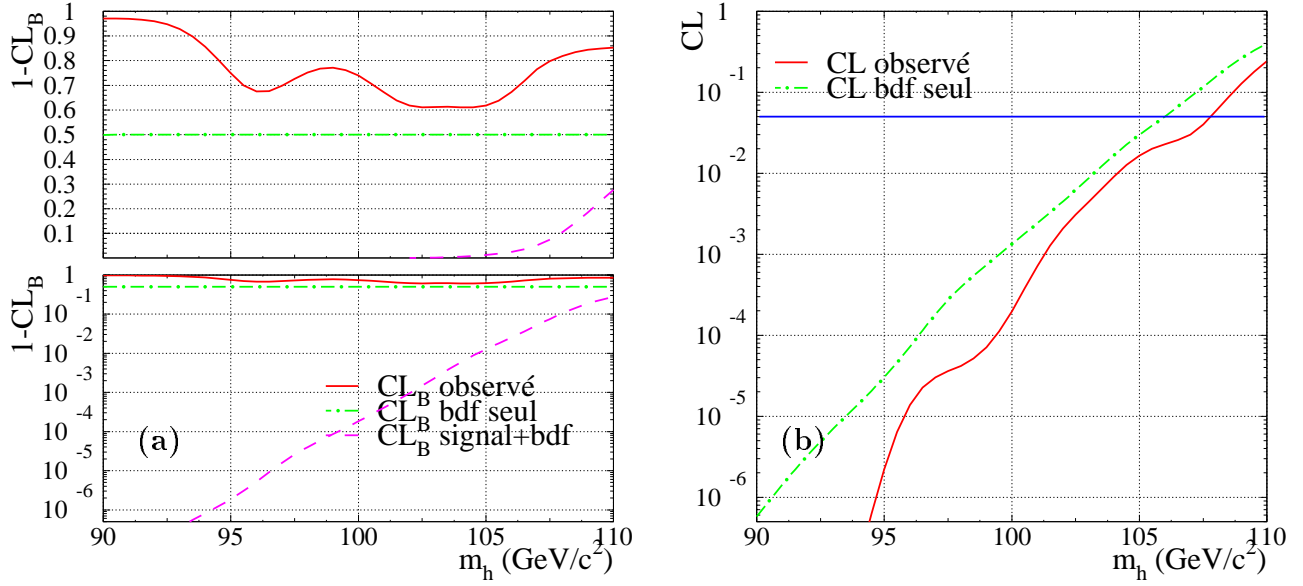 1-CL_B
1
0.9
0.8
0.7
0.6
0.5
0.4
0.3
0.2
0.1
1-CL_B
1
10^-1
10^-2
10^-3
10^-4
10^-5
10^-6
CL_B observé
CL_B bdf seul
CL_B signal+bdf
(a)
90 95 100 105 110
m_h (GeV/c^2)
CL
1
10^-1
10^-2
10^-3
10^-4
10^-5
10^-6
CL observé
CL bdf seul
(b)
90 95 100 105 110
m_h (GeV/c^2)